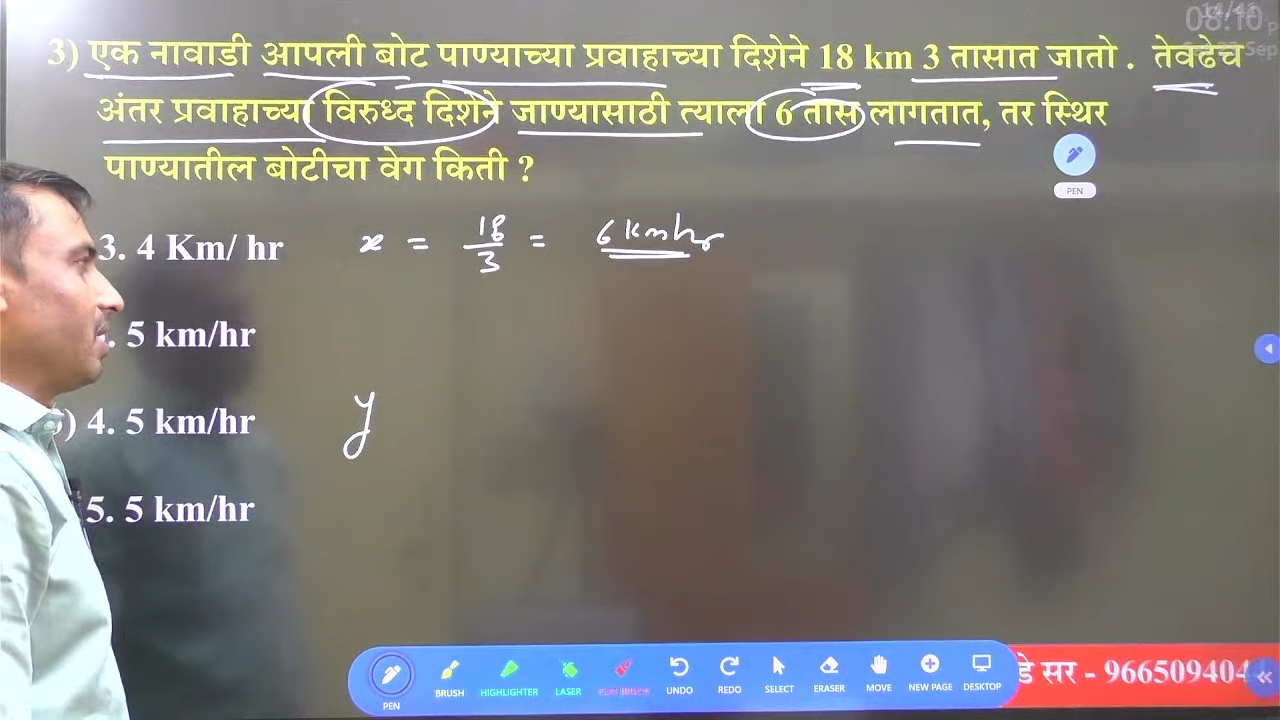 08:10
3) एक नावाडी आपली बोट पाण्याच्या प्रवाहाच्या दिशेने 18 km 3 तासात जातो . तेवढेच
अंतर प्रवाहाच्या विरुध्द दिशेने जाण्यासाठी त्याला 6 तास लागतात, तर स्थिर
पाण्यातील बोटीचा वेग किती ?
PEN
3. 4 Km/ hr
x = 18/3 = 6 Kmhr
. 5 km/hr
) 4. 5 km/hr
y
5. 5 km/hr
PEN BRUSH HIGHLIGHTER LASER UNDO REDO SELECT ERASER MOVE NEW PAGE DESKTOP
डे सर - 966509404